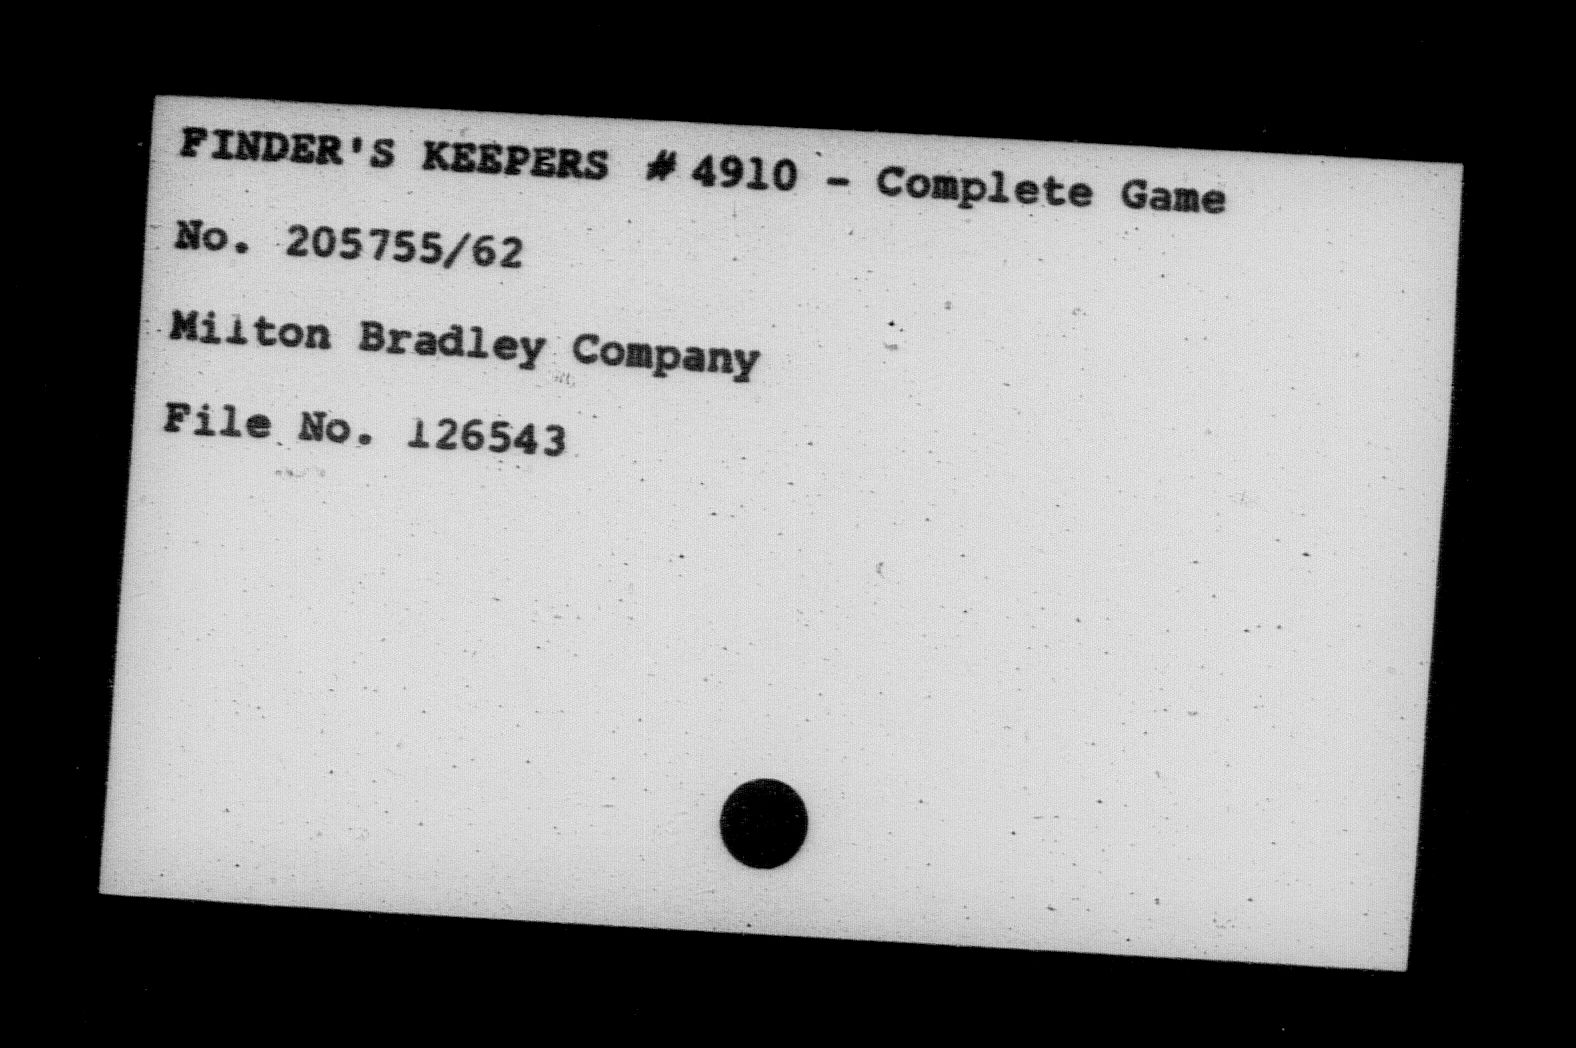 FINDER'S KEEPERS # 4910 - Complete Game
No. 205755/62
Milton Bradley Company
File No. 126543